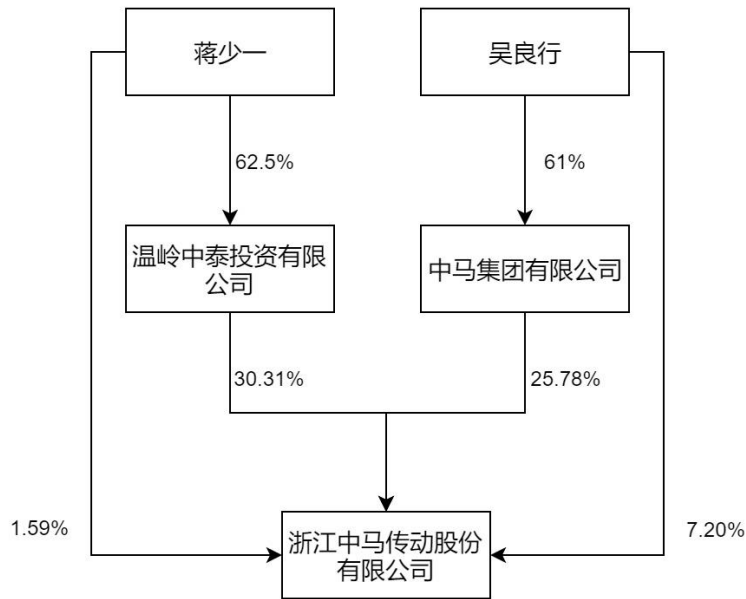 蒋少一
吴良行
62.5%
61%
温岭中泰投资有限
公司
中马集团有限公司
30.31%
25.78%
1.59%
浙江中马传动股份
有限公司
7.20%